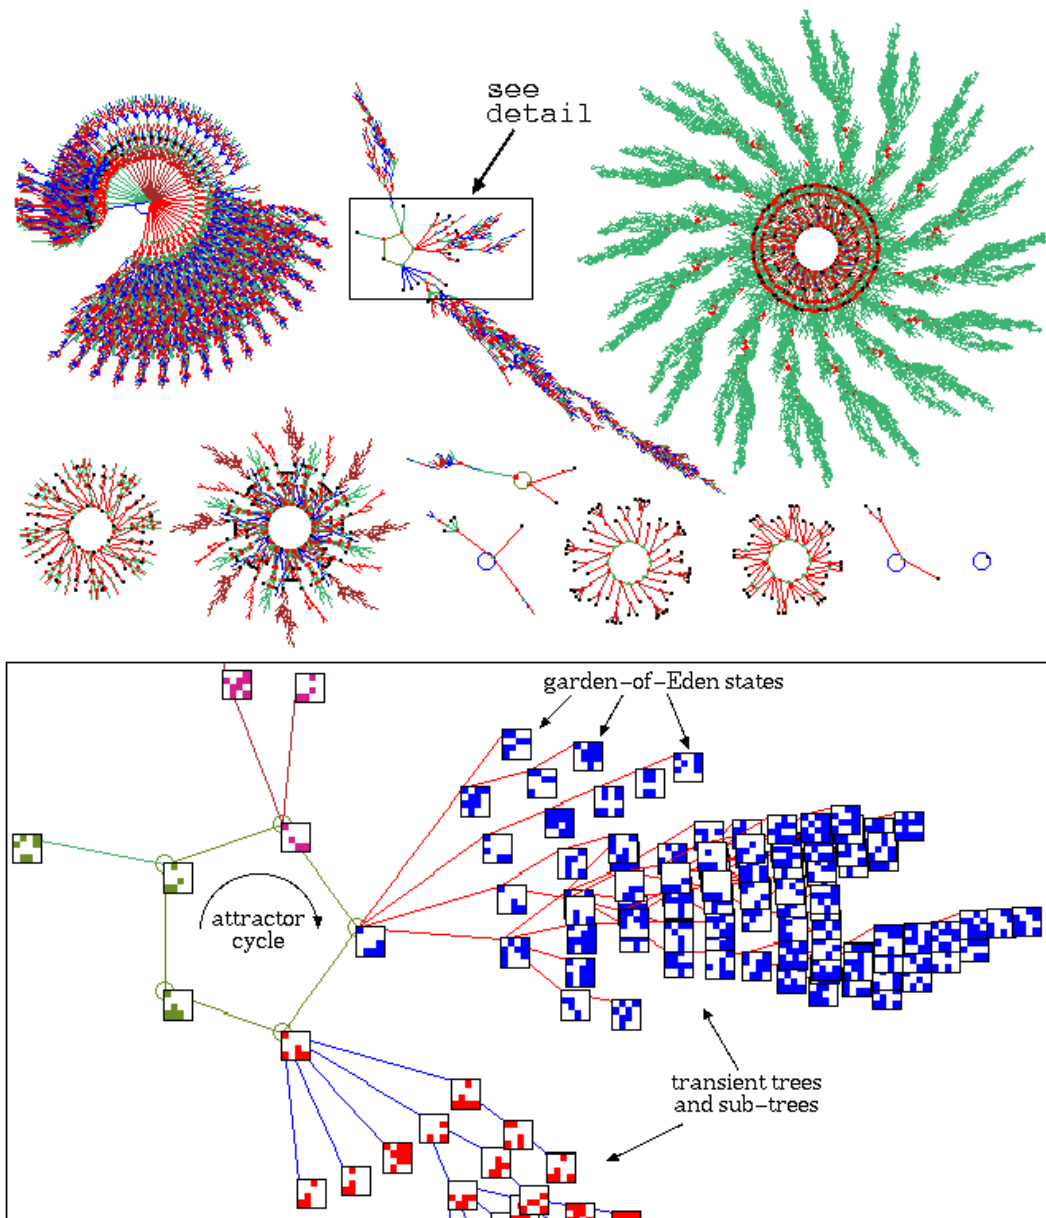 see
detail
garden-of-Eden states
attractor
cycle
transient trees
and sub-trees